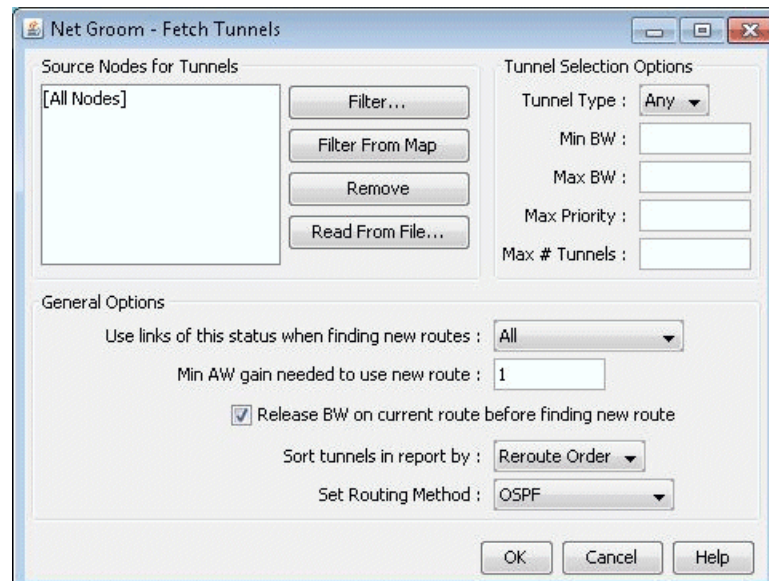 Net Groom - Fetch Tunnels
Source Nodes for Tunnels
[All Nodes]
Filter...
Filter From Map
Remove
Read From File...
Tunnel Selection Options
Tunnel Type : Any
Min BW :
Max BW :
Max Priority :
Max # Tunnels :
General Options
Use links of this status when finding new routes : All
Min AW gain needed to use new route : 1
Release BW on current route before finding new route
Sort tunnels in report by : Reroute Order
Set Routing Method : OSPF
OK Cancel Help